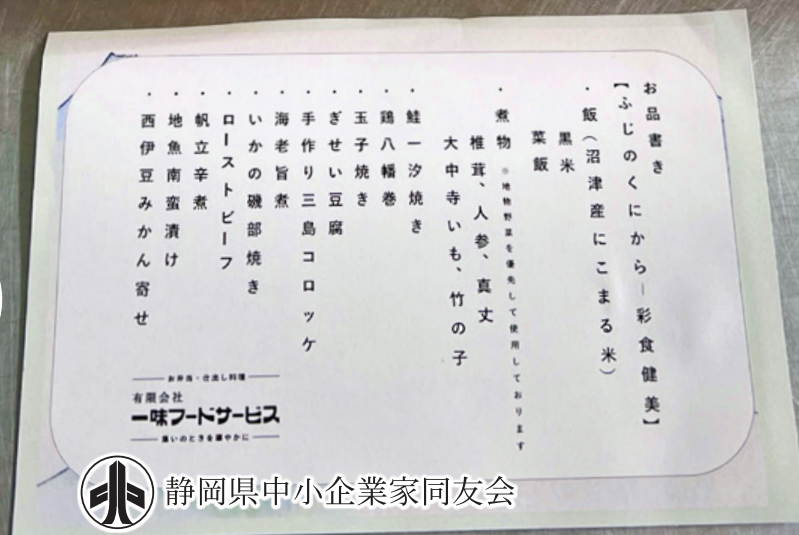 お品書き
【ふじのくにから―彩食健美】
・飯(沼津産にこまる米)
黒米
菜飯
・煮物 ※地物野菜を優先して使用しております
椎茸、人参、真丈
大中寺いも、竹の子
・鮭一汐焼き
・鶏八幡巻
・玉子焼き
・ぎせい豆腐
・手作り三島コロッケ
・海老旨煮
・いかの磯部焼き
・ローストビーフ
・帆立辛煮
・地魚南蛮漬け
・西伊豆みかん寄せ
お弁当・仕出し料理
有限会社
一味フードサービス
集いのときを華やかに
静岡県中小企業家同友会